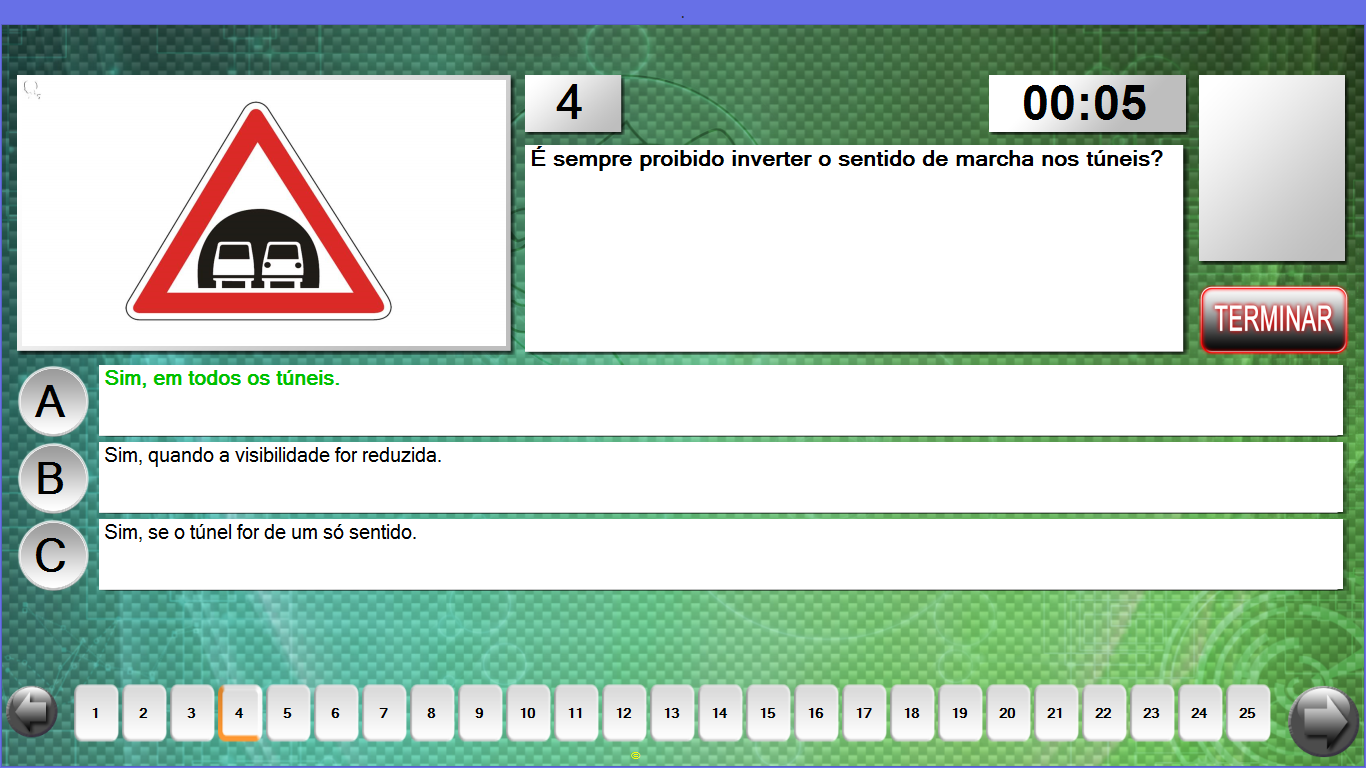 4
00:05
É sempre proibido inverter o sentido de marcha nos túneis?
TERMINAR
A
Sim, em todos os túneis.
B
Sim, quando a visibilidade for reduzida.
C
Sim, se o túnel for de um só sentido.
1 2 3 4 5 6 7 8 9 10 11 12 13 14 15 16 17 18 19 20 21 22 23 24 25